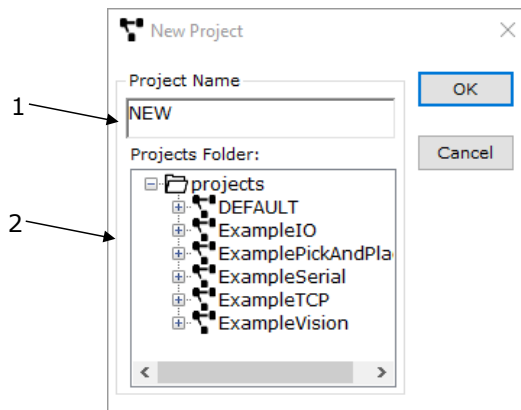 New Project
Project Name
OK
1
NEW
Projects Folder:
Cancel
2
projects
DEFAULT
ExampleIO
ExamplePickAndPla
ExampleSerial
ExampleTCP
ExampleVision